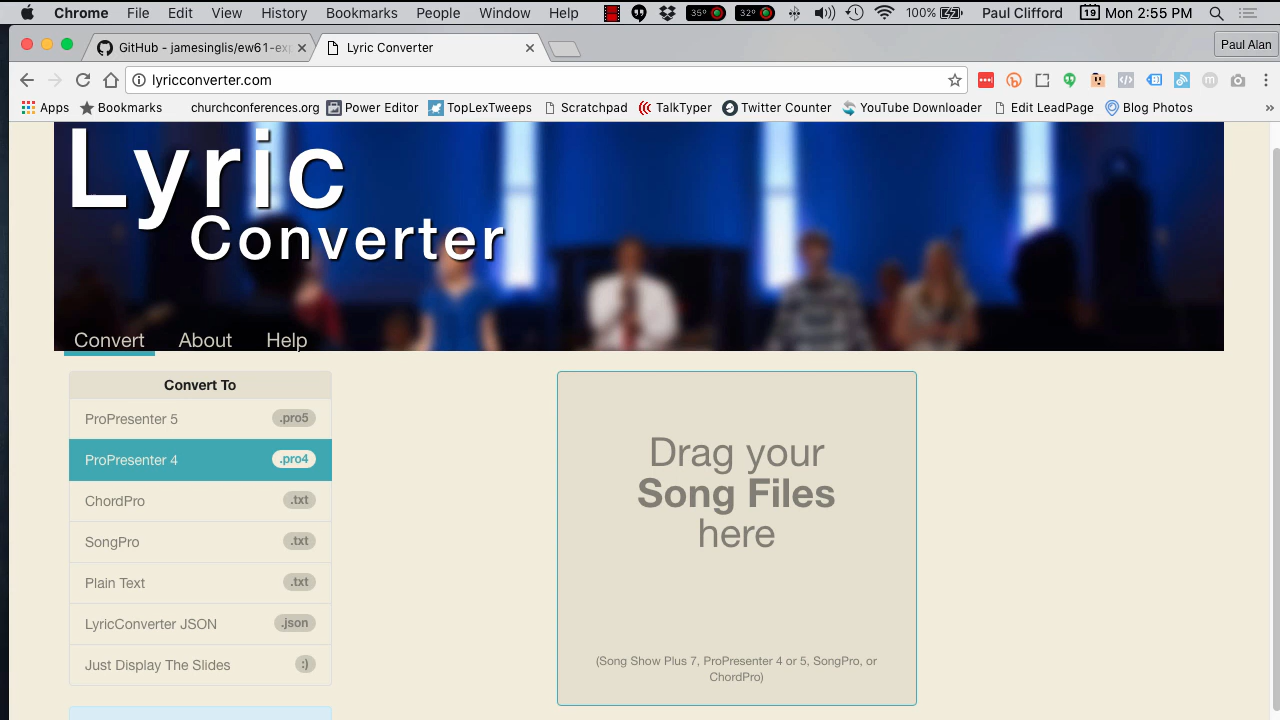 Chrome File Edit View History Bookmarks People Window Help 35° 32° 100% Paul Clifford 19 Mon 2:55 PM
GitHub - jamesinglis/ew61-exp Lyric Converter Paul Alan
lyricconverter.com
Apps Bookmarks churchconferences.org Power Editor TopLexTweeps Scratchpad TalkTyper Twitter Counter YouTube Downloader Edit LeadPage Blog Photos »
Lyric
Converter
Convert About Help
Convert To
ProPresenter 5 .pro5
ProPresenter 4 .pro4
ChordPro .txt
SongPro .txt
Plain Text .txt
LyricConverter JSON .json
Just Display The Slides :)
Drag your
Song Files
here
(Song Show Plus 7, ProPresenter 4 or 5, SongPro, or
ChordPro)